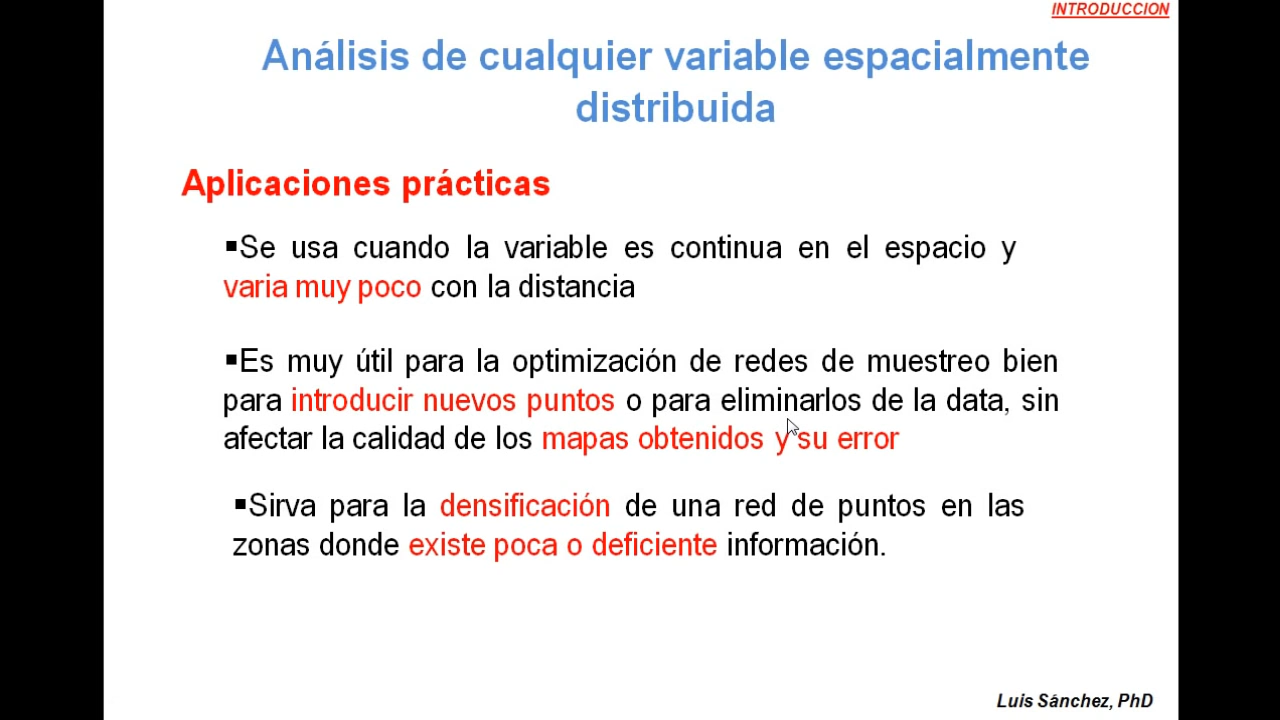 INTRODUCCION
Análisis de cualquier variable espacialmente
distribuida
Aplicaciones prácticas
▪Se usa cuando la variable es continua en el espacio y
varia muy poco con la distancia
▪Es muy útil para la optimización de redes de muestreo bien
para introducir nuevos puntos o para eliminarlos de la data, sin
afectar la calidad de los mapas obtenidos y su error
▪Sirva para la densificación de una red de puntos en las
zonas donde existe poca o deficiente información.
Luis Sánchez, PhD